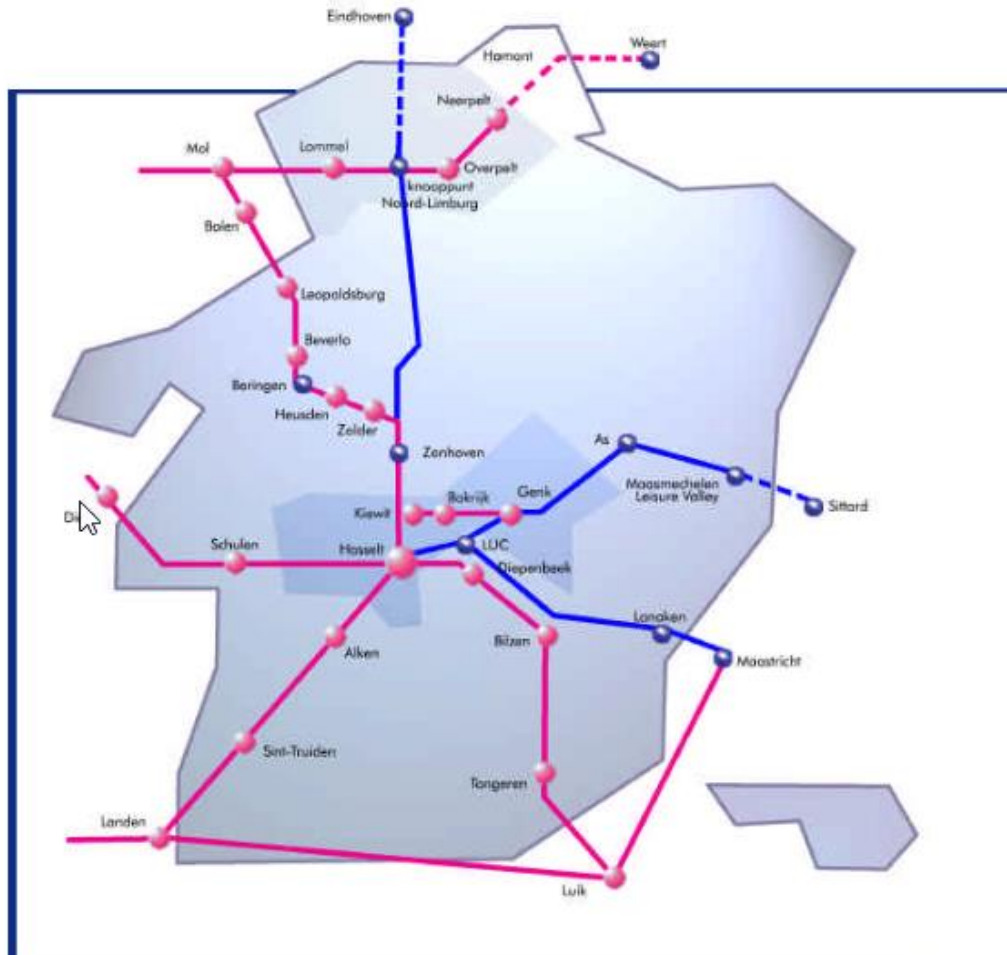 Eindhoven
Hamont
Weert
Neerpelt
Mol
Lommel
Overpelt
knooppunt
Noord-Limburg
Balen
Leopoldsburg
Beverlo
Beringen
Heusden
Zolder
Zonhoven
As
Maasmechelen
Leisure Valley
Sittard
Genk
Bokrijk
Kiewit
Di
Schulen
Hasselt
LUC
Diepenbeek
Lanaken
Bilzen
Maastricht
Alken
Sint-Truiden
Tongeren
Landen
Luik